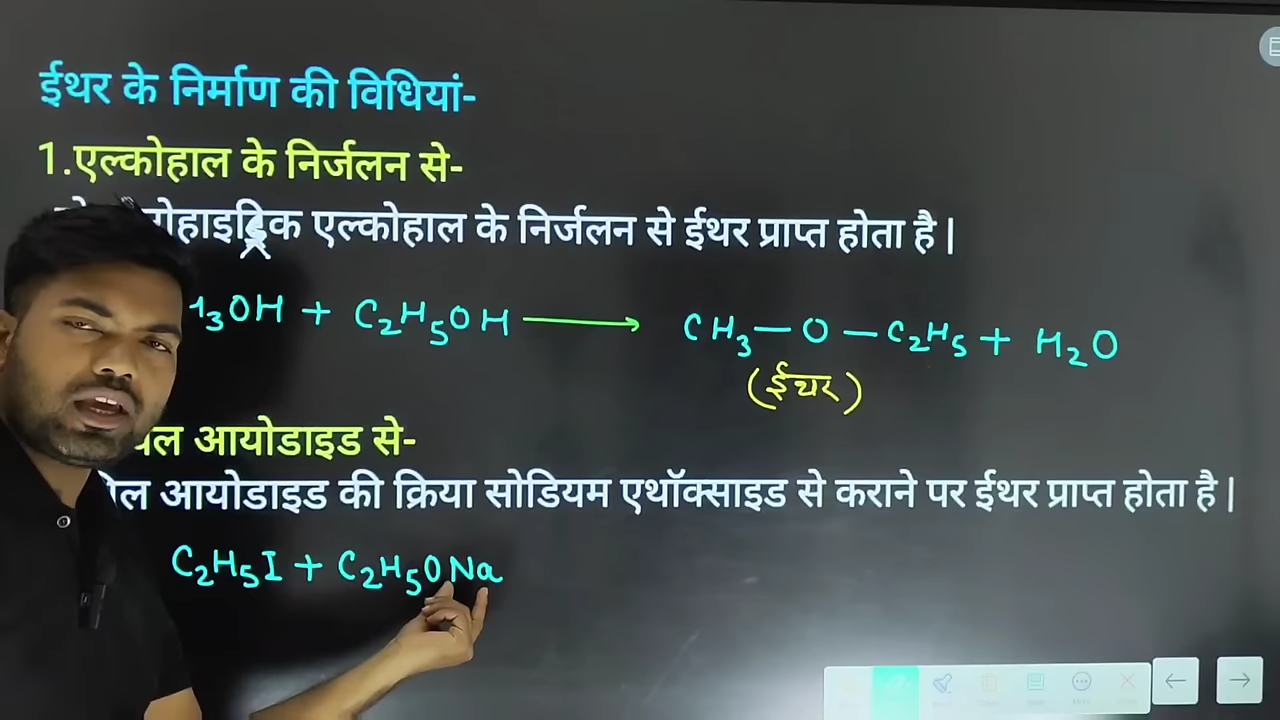 ईथर के निर्माण की विधियां-
1.एल्कोहाल के निर्जलन से-
एल्कोहाल के निर्जलन से ईथर प्राप्त होता है |
3OH + C2H5OH ⟶ CH3—O—C2H5 + H2O
(ईथर)
आयोडाइड से-
आयोडाइड की क्रिया सोडियम एथॉक्साइड से कराने पर ईथर प्राप्त होता है |
C2H5I + C2H5ONa